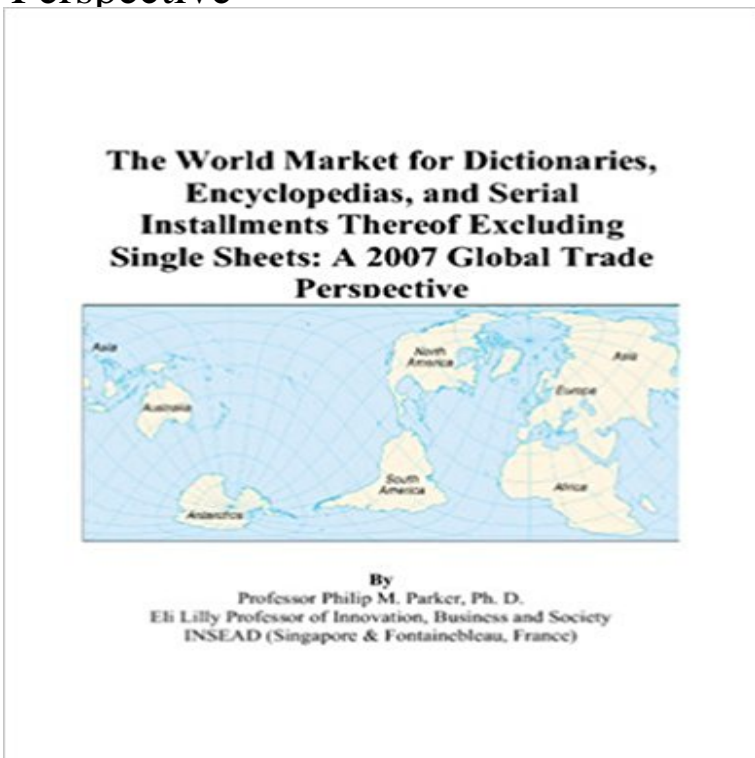 Perspective
The World Market for Dictionaries,
Encyclopedias, and Serial
Installments Thereof Excluding
Single Sheets: A 2007 Global Trade
Perspective
Asia
North
America
Asia
Europe
Australia
South
America
Africa
Antarctica
By
Professor Philip M. Parker, Ph. D.
Eli Lilly Professor of Innovation, Business and Society
INSEAD (Singapore & Fontainebleau, France)